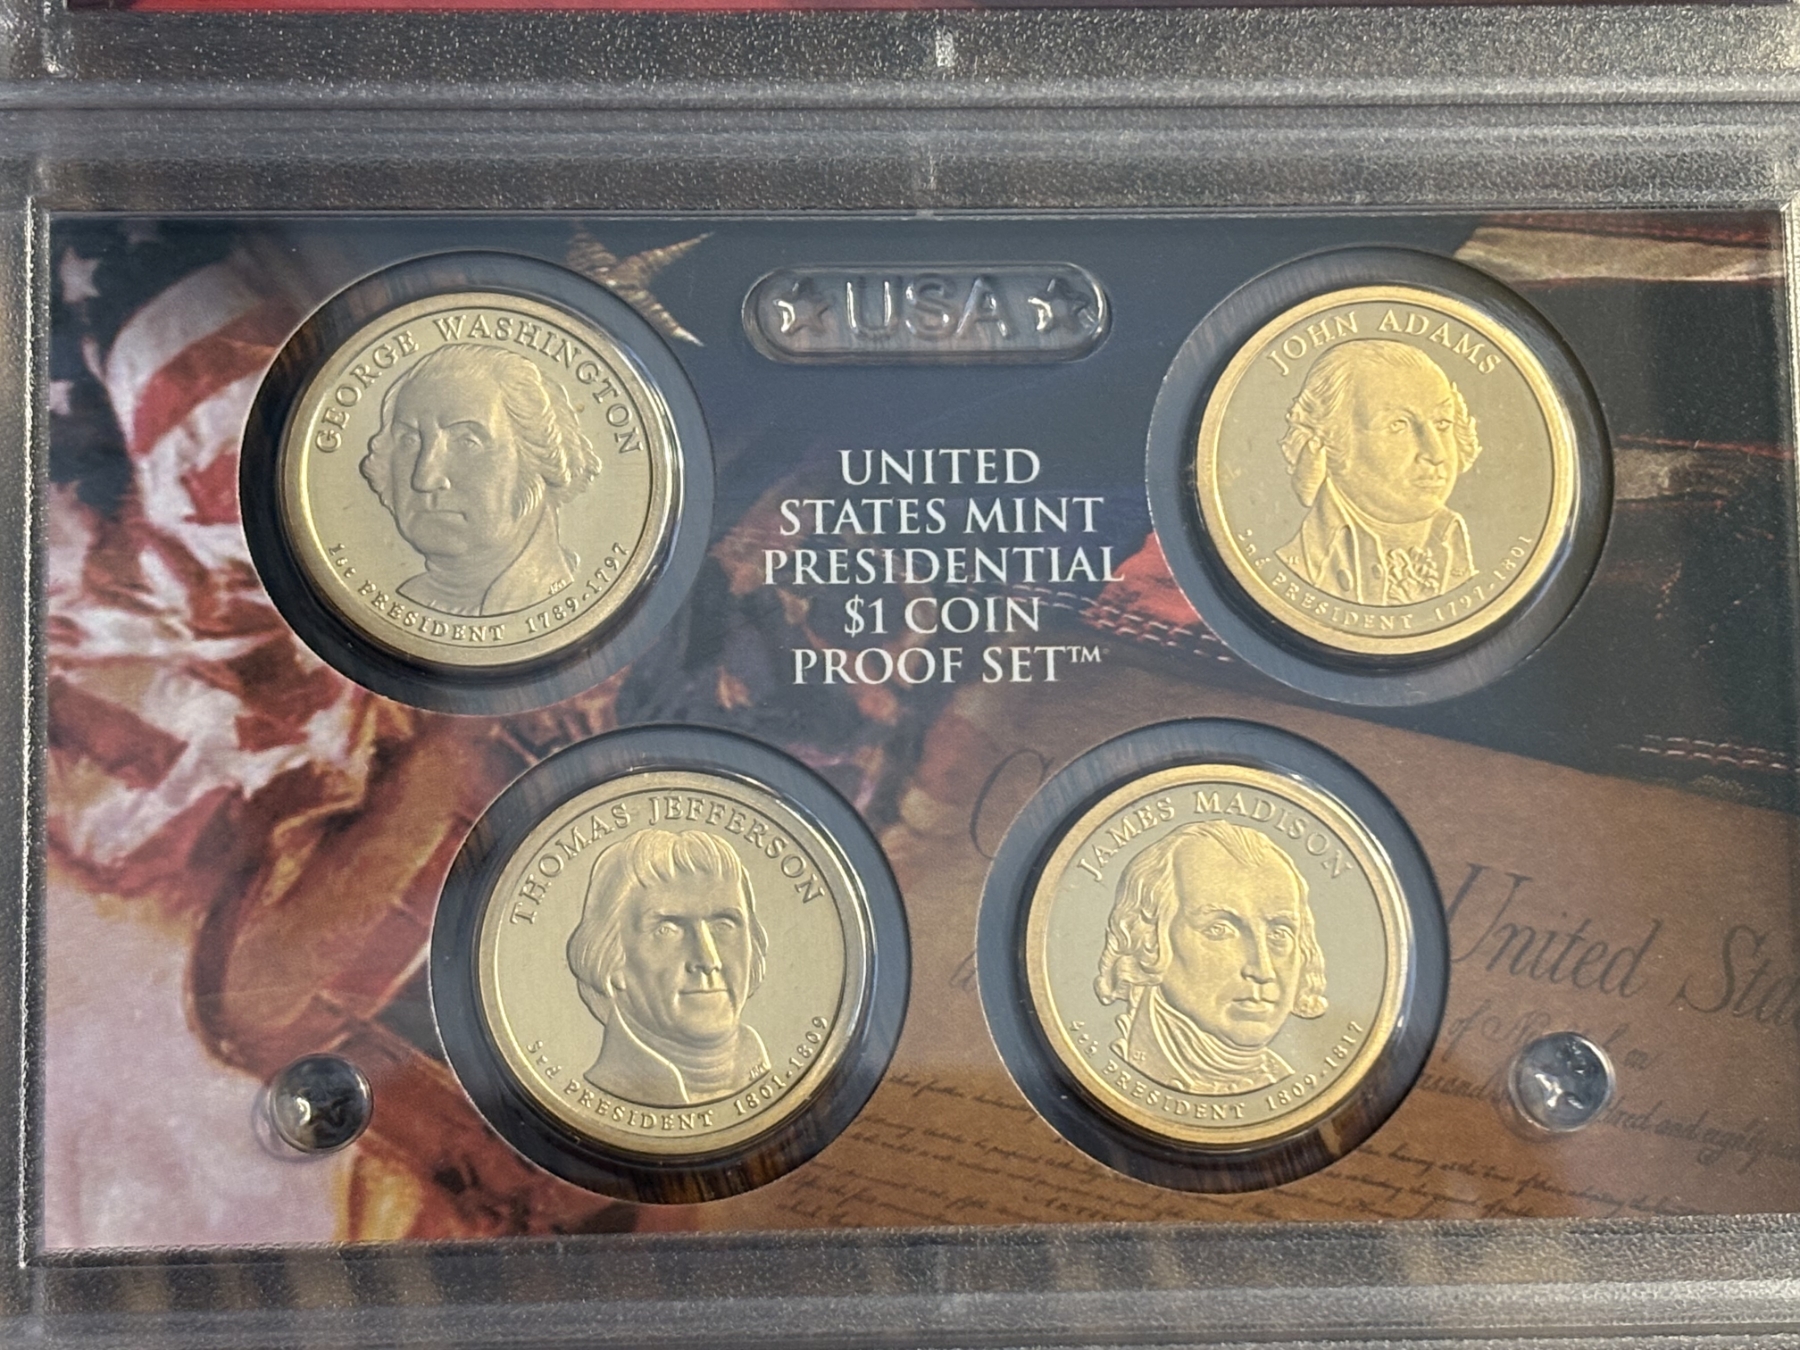 USA
GEORGE WASHINGTON
1st PRESIDENT 1789-1797
JOHN ADAMS
2nd PRESIDENT 1797-1801
UNITED
STATES MINT
PRESIDENTIAL
$1 COIN
PROOF SET™
THOMAS JEFFERSON
3rd PRESIDENT 1801-1809
JAMES MADISON
4th PRESIDENT 1809-1817
United Sta